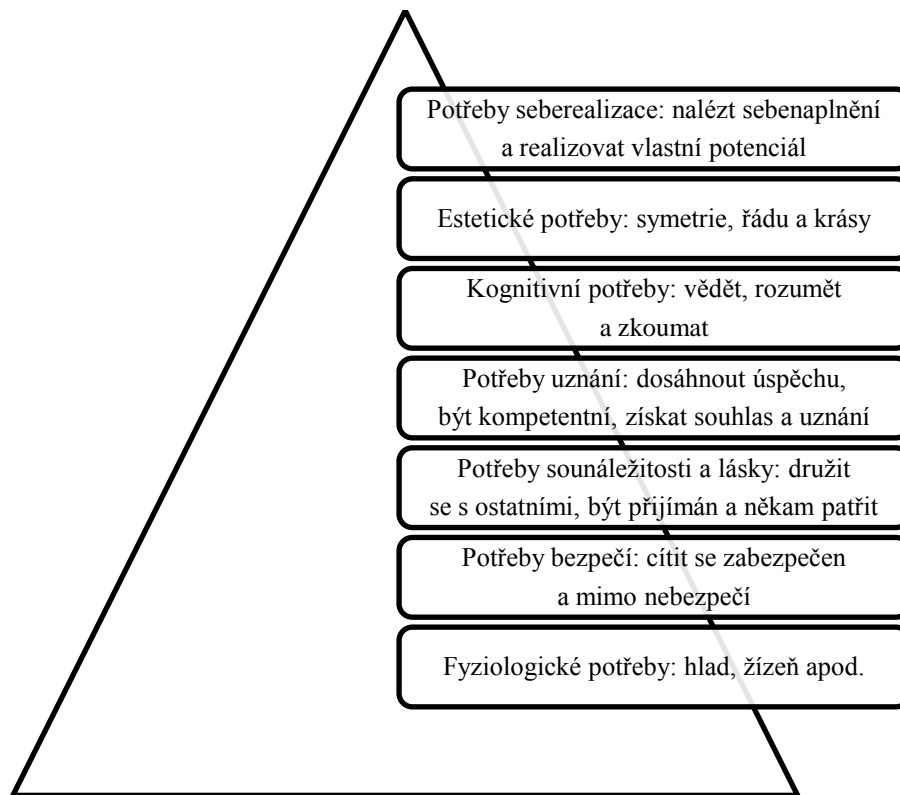 Potřeby seberealizace: nalézt sebenaplnění
a realizovat vlastní potenciál
Estetické potřeby: symetrie, řádu a krásy
Kognitivní potřeby: vědět, rozumět
a zkoumat
Potřeby uznání: dosáhnout úspěchu,
být kompetentní, získat souhlas a uznání
Potřeby sounáležitosti a lásky: družit
se s ostatními, být přijímán a někam patřit
Potřeby bezpečí: cítit se zabezpečen
a mimo nebezpečí
Fyziologické potřeby: hlad, žízeň apod.